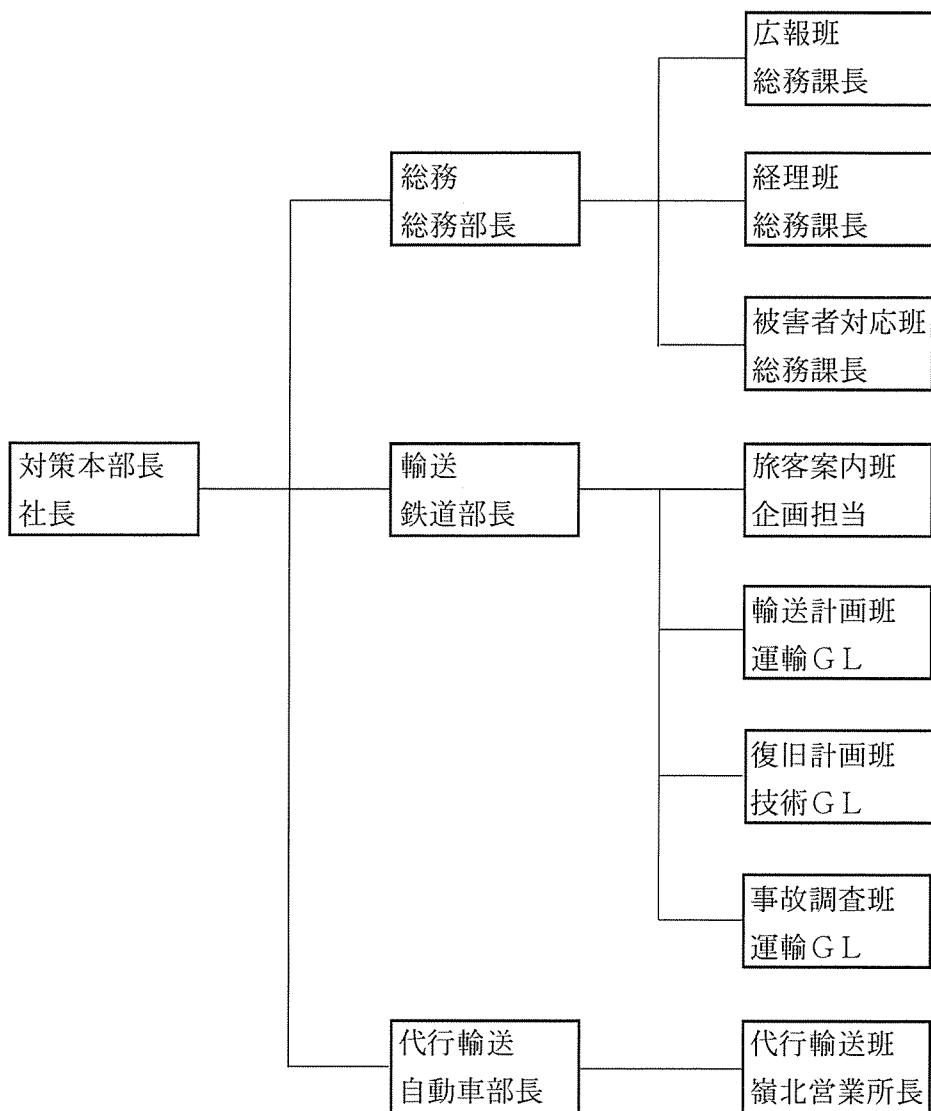 対策本部長
社長
総務
総務部長
広報班
総務課長
経理班
総務課長
被害者対応班
総務課長
輸送
鉄道部長
旅客案内班
企画担当
輸送計画班
運輸ＧＬ
復旧計画班
技術ＧＬ
事故調査班
運輸ＧＬ
代行輸送
自動車部長
代行輸送班
嶺北営業所長